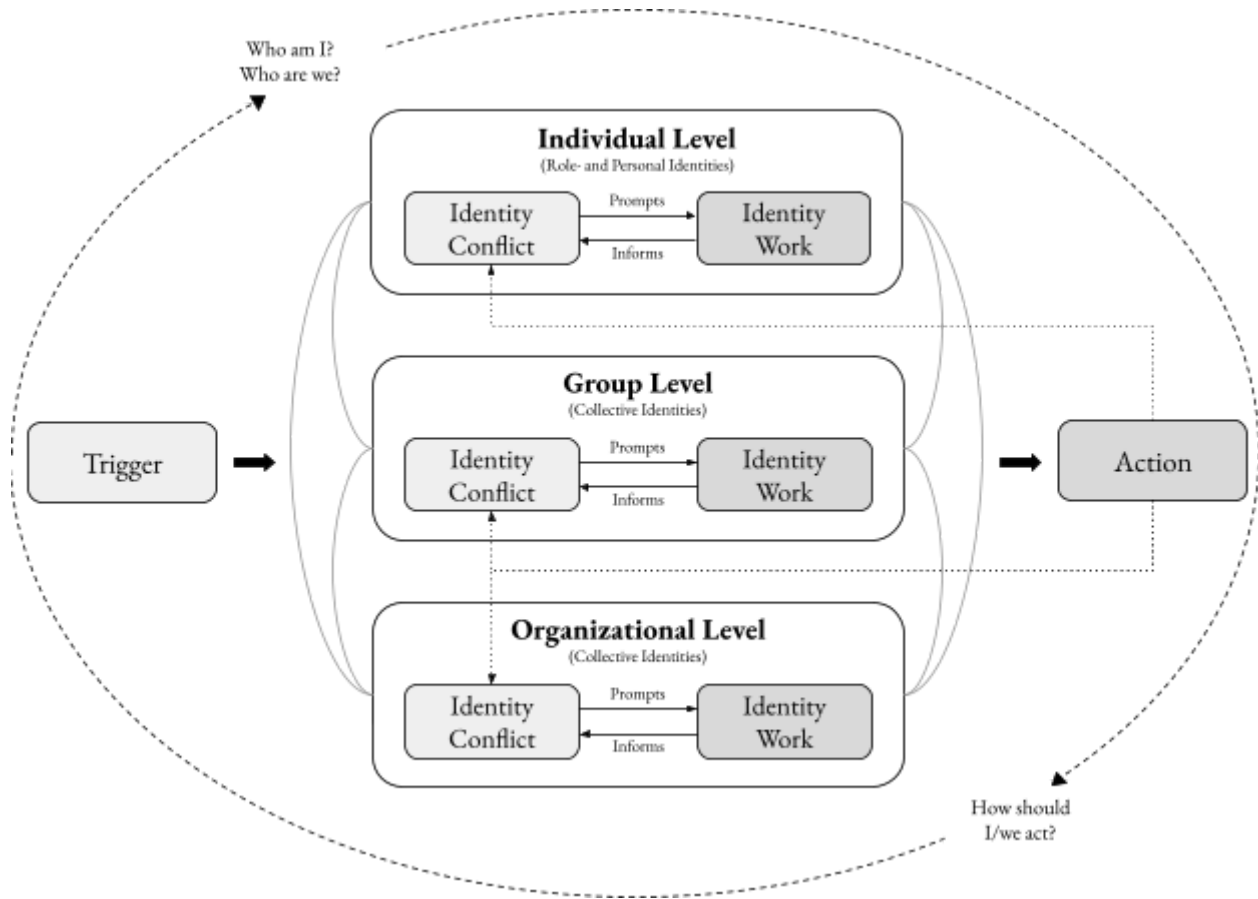 Who am I?
Who are we?
Individual Level
(Role- and Personal Identities)
Identity
Conflict
Prompts
Informs
Identity
Work
Group Level
(Collective Identities)
Identity
Conflict
Prompts
Informs
Identity
Work
Trigger
Action
Organizational Level
(Collective Identities)
Identity
Conflict
Prompts
Informs
Identity
Work
How should
I/we act?